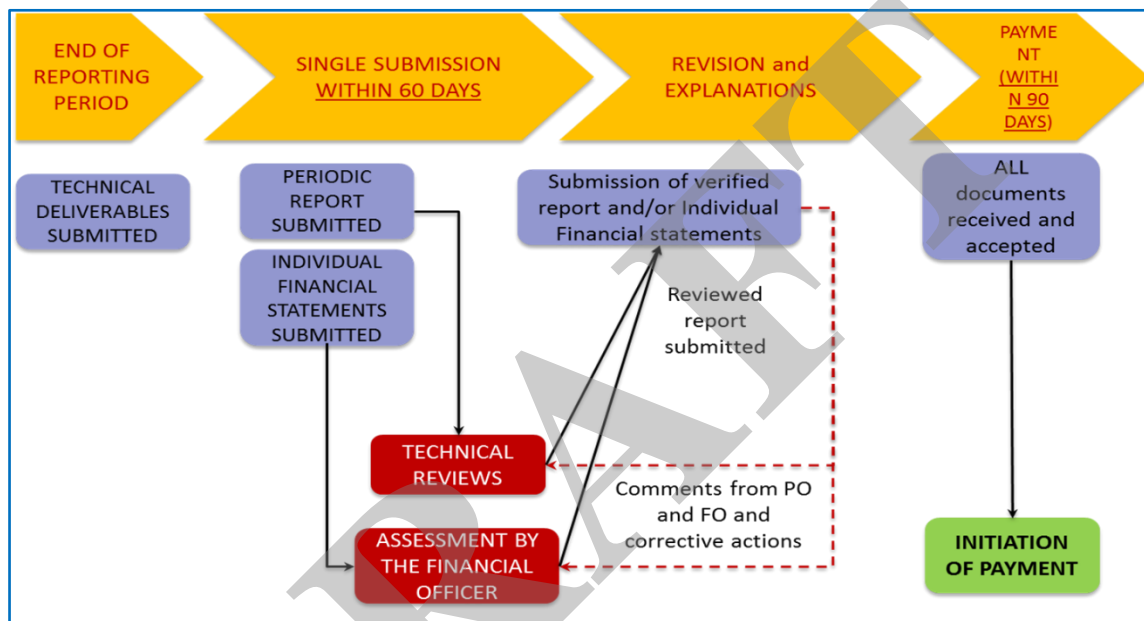 END OF
REPORTING
PERIOD
SINGLE SUBMISSION
WITHIN 60 DAYS
REVISION and
EXPLANATIONS
PAYME
NT
(WITHI
N 90
DAYS)
TECHNICAL
DELIVERABLES
SUBMITTED
PERIODIC
REPORT
SUBMITTED
INDIVIDUAL
FINANCIAL
STATEMENTS
SUBMITTED
Submission of verified
report and/or Individual
Financial statements
ALL
documents
received and
accepted
Reviewed
report
submitted
TECHNICAL
REVIEWS
Comments from PO
and FO and
corrective actions
ASSESSMENT BY
THE FINANCIAL
OFFICER
INITIATION
OF PAYMENT
RAFT